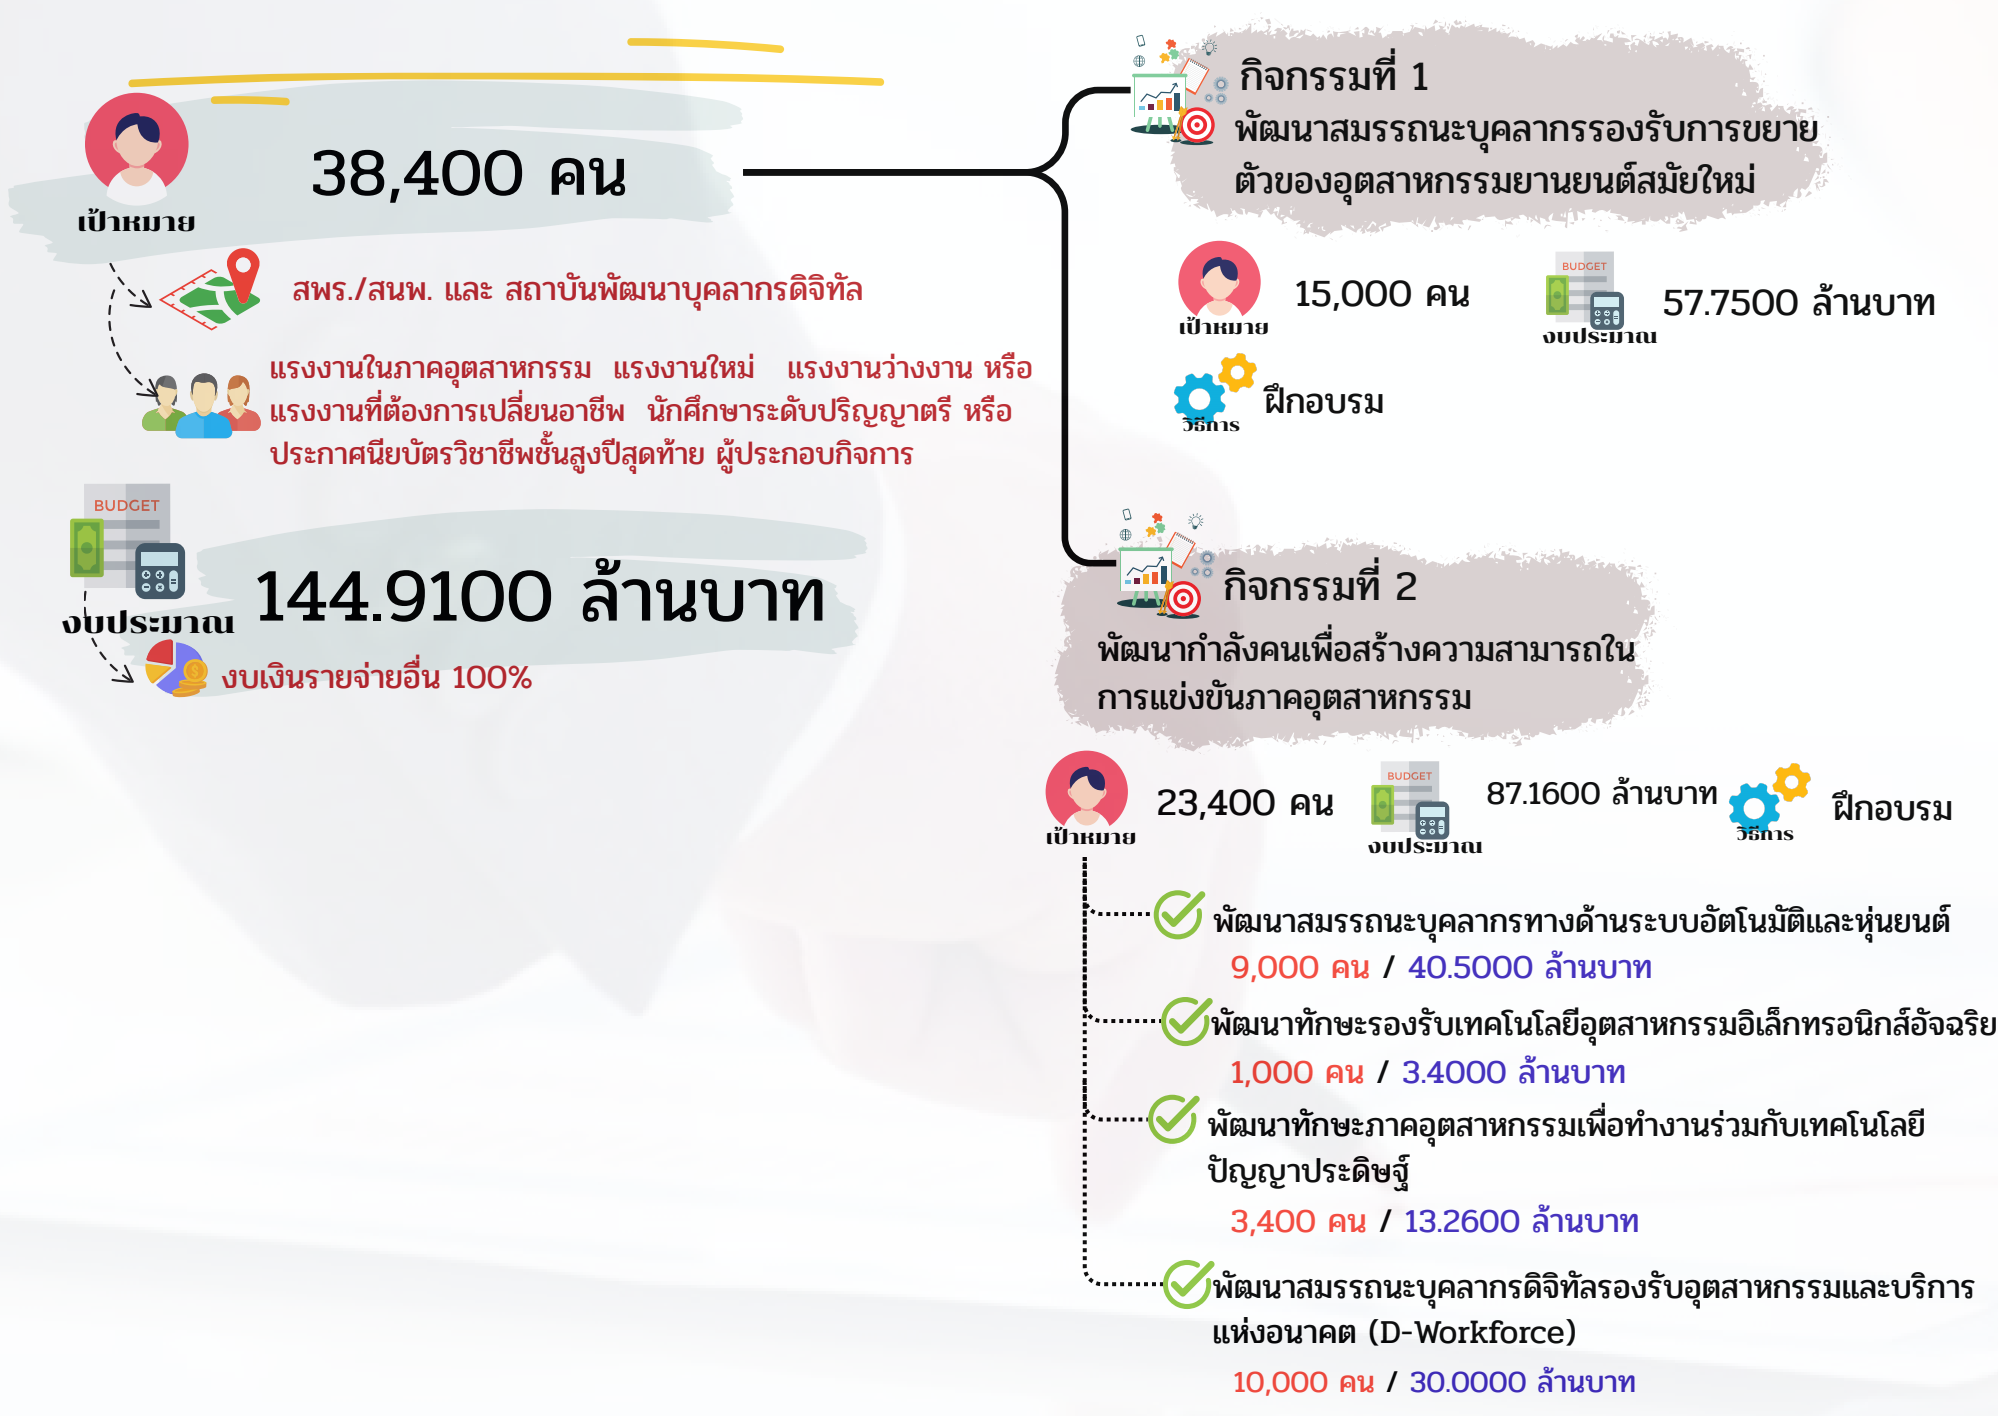 38,400 คน
เป้าหมาย
สพร./สนพ. และ สถาบันพัฒนาบุคลากรดิจิทัล
แรงงานในภาคอุตสาหกรรม แรงงานใหม่ แรงงานว่างงาน หรือ
แรงงานที่ต้องการเปลี่ยนอาชีพ นักศึกษาระดับปริญญาตรี หรือ
ประกาศนียบัตรวิชาชีพชั้นสูงปีสุดท้าย ผู้ประกอบกิจการ
BUDGET
144.9100 ล้านบาท
งบประมาณ
งบเงินรายจ่ายอื่น 100%
กิจกรรมที่ 1
พัฒนาสมรรถนะบุคลากรรองรับการขยาย
ตัวของอุตสาหกรรมยานยนต์สมัยใหม่
15,000 คน
เป้าหมาย
BUDGET
57.7500 ล้านบาท
งบประมาณ
ฝึกอบรม
วิธีการ
กิจกรรมที่ 2
พัฒนากำลังคนเพื่อสร้างความสามารถใน
การแข่งขันภาคอุตสาหกรรม
23,400 คน
เป้าหมาย
BUDGET
87.1600 ล้านบาท
งบประมาณ
ฝึกอบรม
วิธีการ
พัฒนาสมรรถนะบุคลากรทางด้านระบบอัตโนมัติและหุ่นยนต์
9,000 คน / 40.5000 ล้านบาท
พัฒนาทักษะรองรับเทคโนโลยีอุตสาหกรรมอิเล็กทรอนิกส์อัจฉริย
1,000 คน / 3.4000 ล้านบาท
พัฒนาทักษะภาคอุตสาหกรรมเพื่อทำงานร่วมกับเทคโนโลยี
ปัญญาประดิษฐ์
3,400 คน / 13.2600 ล้านบาท
พัฒนาสมรรถนะบุคลากรดิจิทัลรองรับอุตสาหกรรมและบริการ
แห่งอนาคต (D-Workforce)
10,000 คน / 30.0000 ล้านบาท